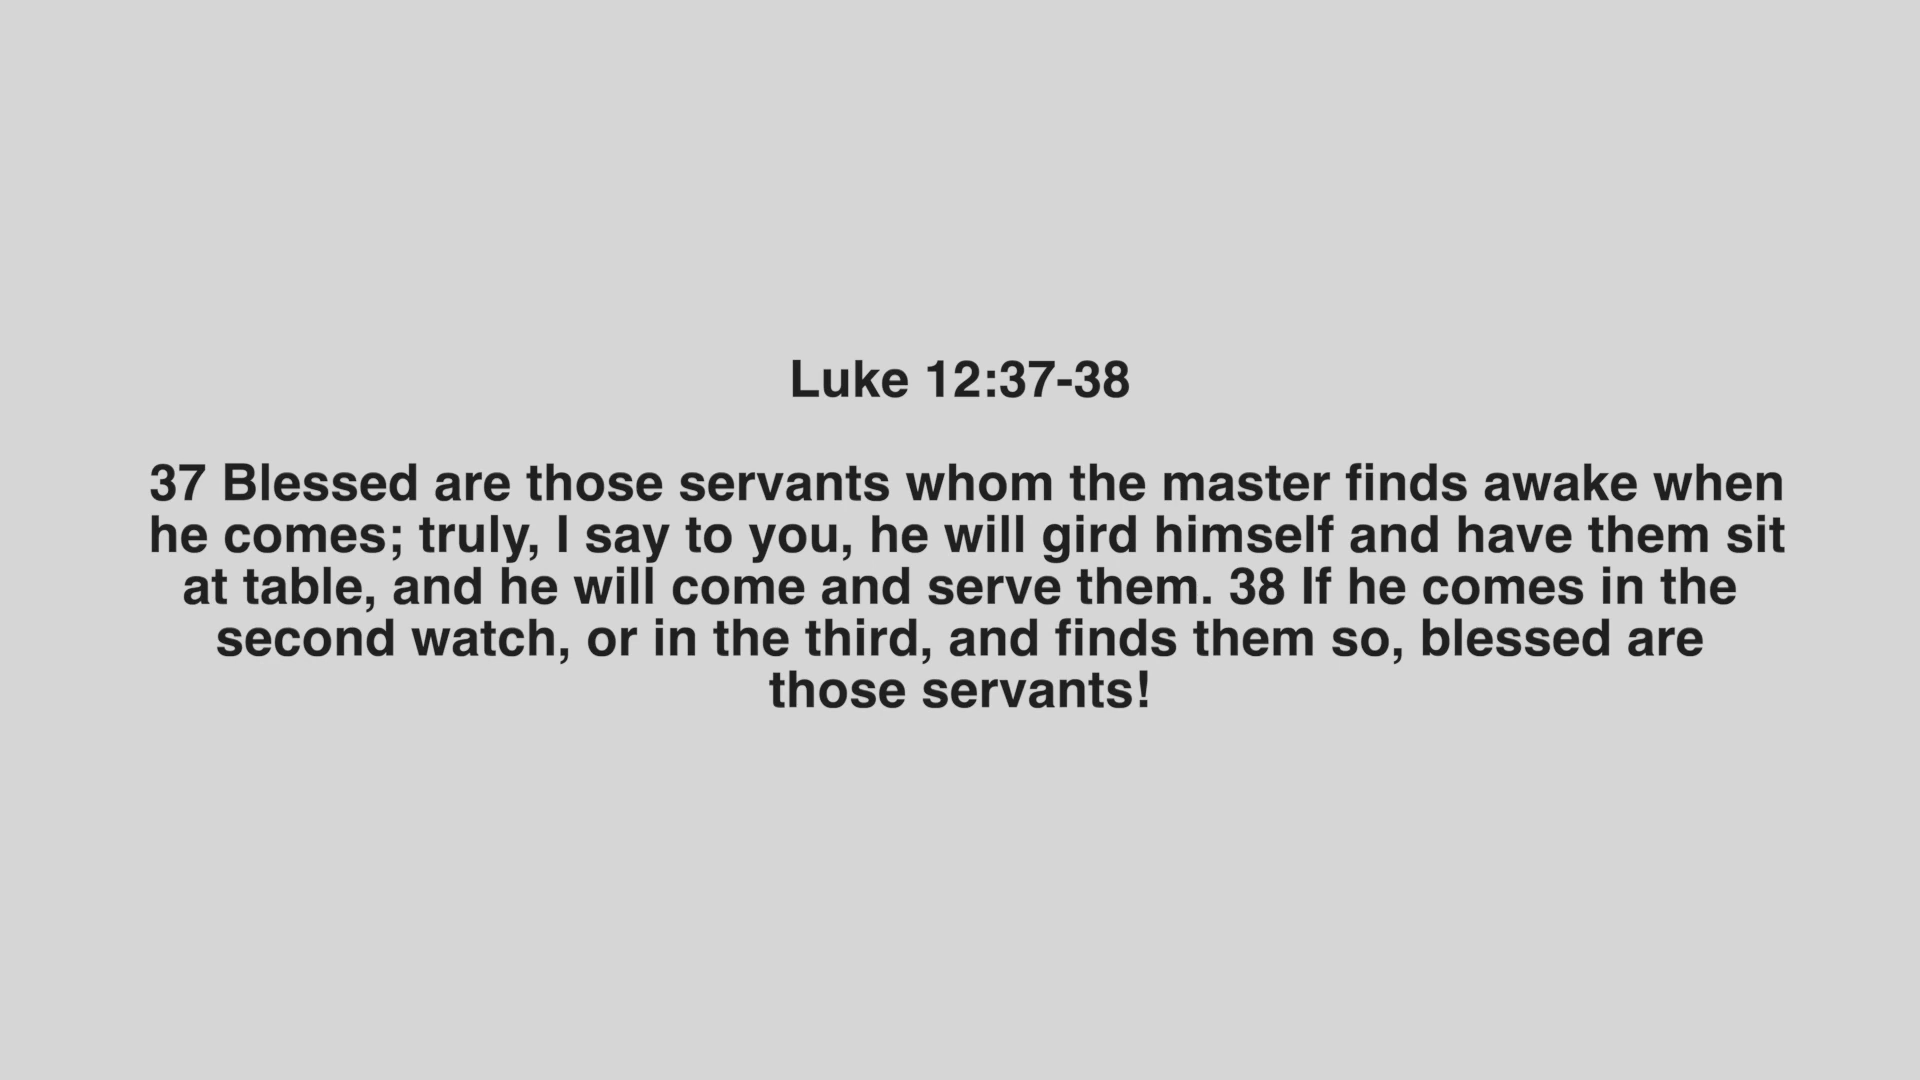 Luke 12:37-38
37 Blessed are those servants whom the master finds awake when
he comes; truly, I say to you, he will gird himself and have them sit
at table, and he will come and serve them. 38 If he comes in the
second watch, or in the third, and finds them so, blessed are
those servants!